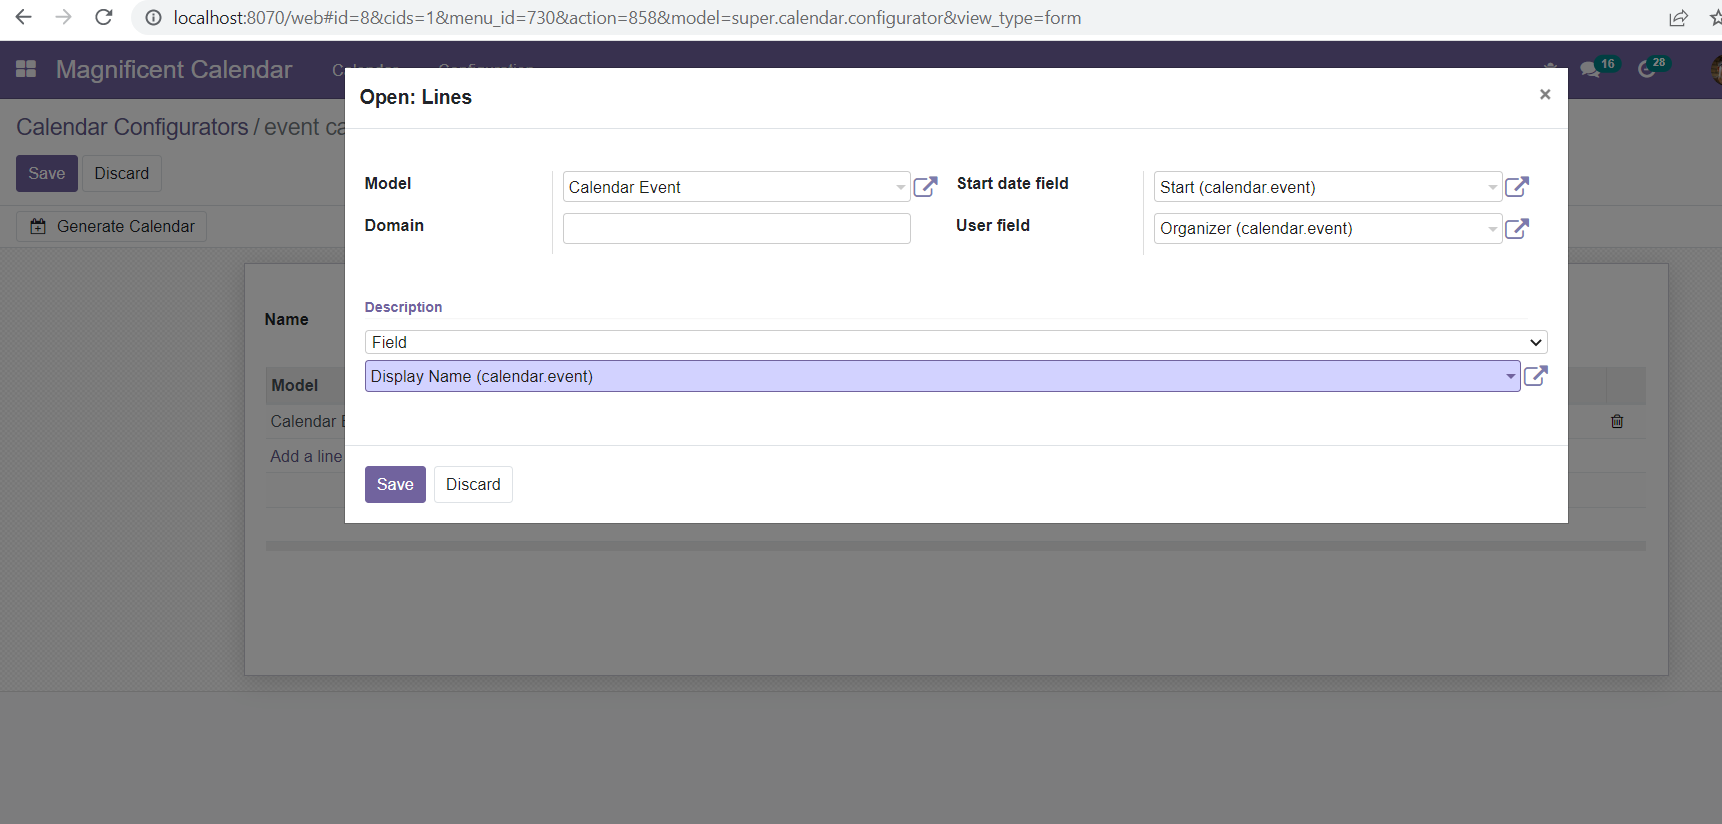 localhost:8070/web#id=8&cids=1&menu_id=730&action=858&model=super.calendar.configurator&view_type=form
Magnificent Calendar
16
28
Open: Lines
×
Calendar Configurators / event ca
Save
Discard
Generate Calendar
Model
Calendar Event
Start date field
Start (calendar.event)
Domain
User field
Organizer (calendar.event)
Description
Name
Field
Display Name (calendar.event)
Model
Calendar
Add a line
Save
Discard